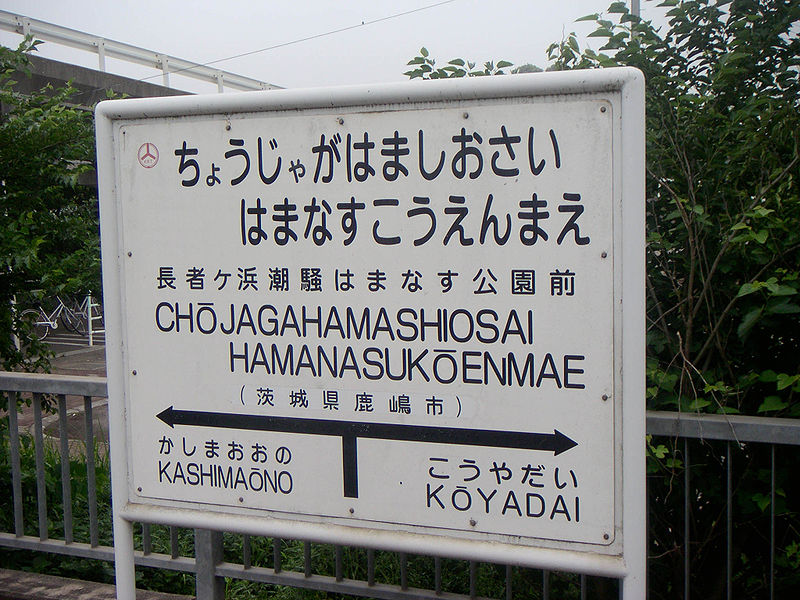 ちょうじゃがはましおさい
はまなすこうえんまえ
長者ケ浜潮騒はまなす公園前
CHŌJAGAHAMASHIOSAI
HAMANASUKŌENMAE
(茨城県鹿嶋市)
かしまおおの
KASHIMAŌNO
こうやだい
KŌYADAI